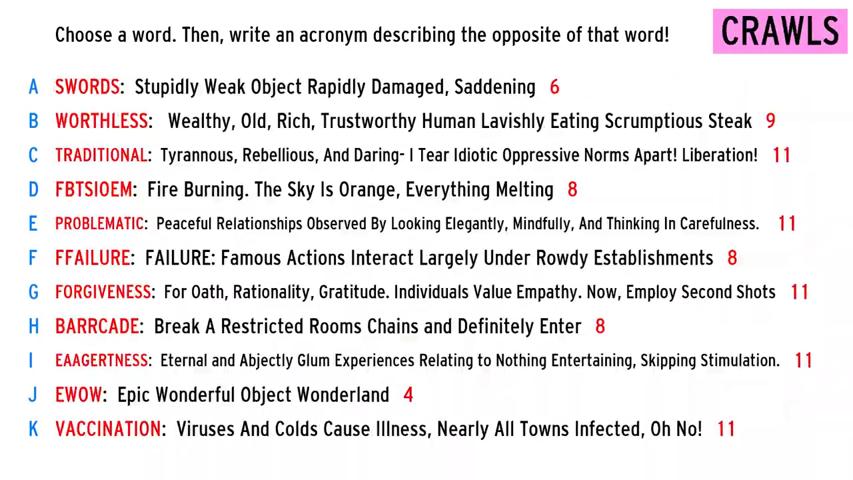 Choose a word. Then, write an acronym describing the opposite of that word!
CRAWLS
A SWORDS: Stupidly Weak Object Rapidly Damaged, Saddening 6
B WORTHLESS: Wealthy, Old, Rich, Trustworthy Human Lavishly Eating Scrumptious Steak 9
C TRADITIONAL: Tyrannous, Rebellious, And Daring- I Tear Idiotic Oppressive Norms Apart! Liberation! 11
D FBTSIOEM: Fire Burning. The Sky Is Orange, Everything Melting 8
E PROBLEMATIC: Peaceful Relationships Observed By Looking Elegantly, Mindfully, And Thinking In Carefulness. 11
F FFAILURE: FAILURE: Famous Actions Interact Largely Under Rowdy Establishments 8
G FORGIVENESS: For Oath, Rationality, Gratitude. Individuals Value Empathy. Now, Employ Second Shots 11
H BARRCADE: Break A Restricted Rooms Chains and Definitely Enter 8
I EAAGERTNESS: Eternal and Abjectly Glum Experiences Relating to Nothing Entertaining, Skipping Stimulation. 11
J EWOW: Epic Wonderful Object Wonderland 4
K VACCINATION: Viruses And Colds Cause Illness, Nearly All Towns Infected, Oh No! 11